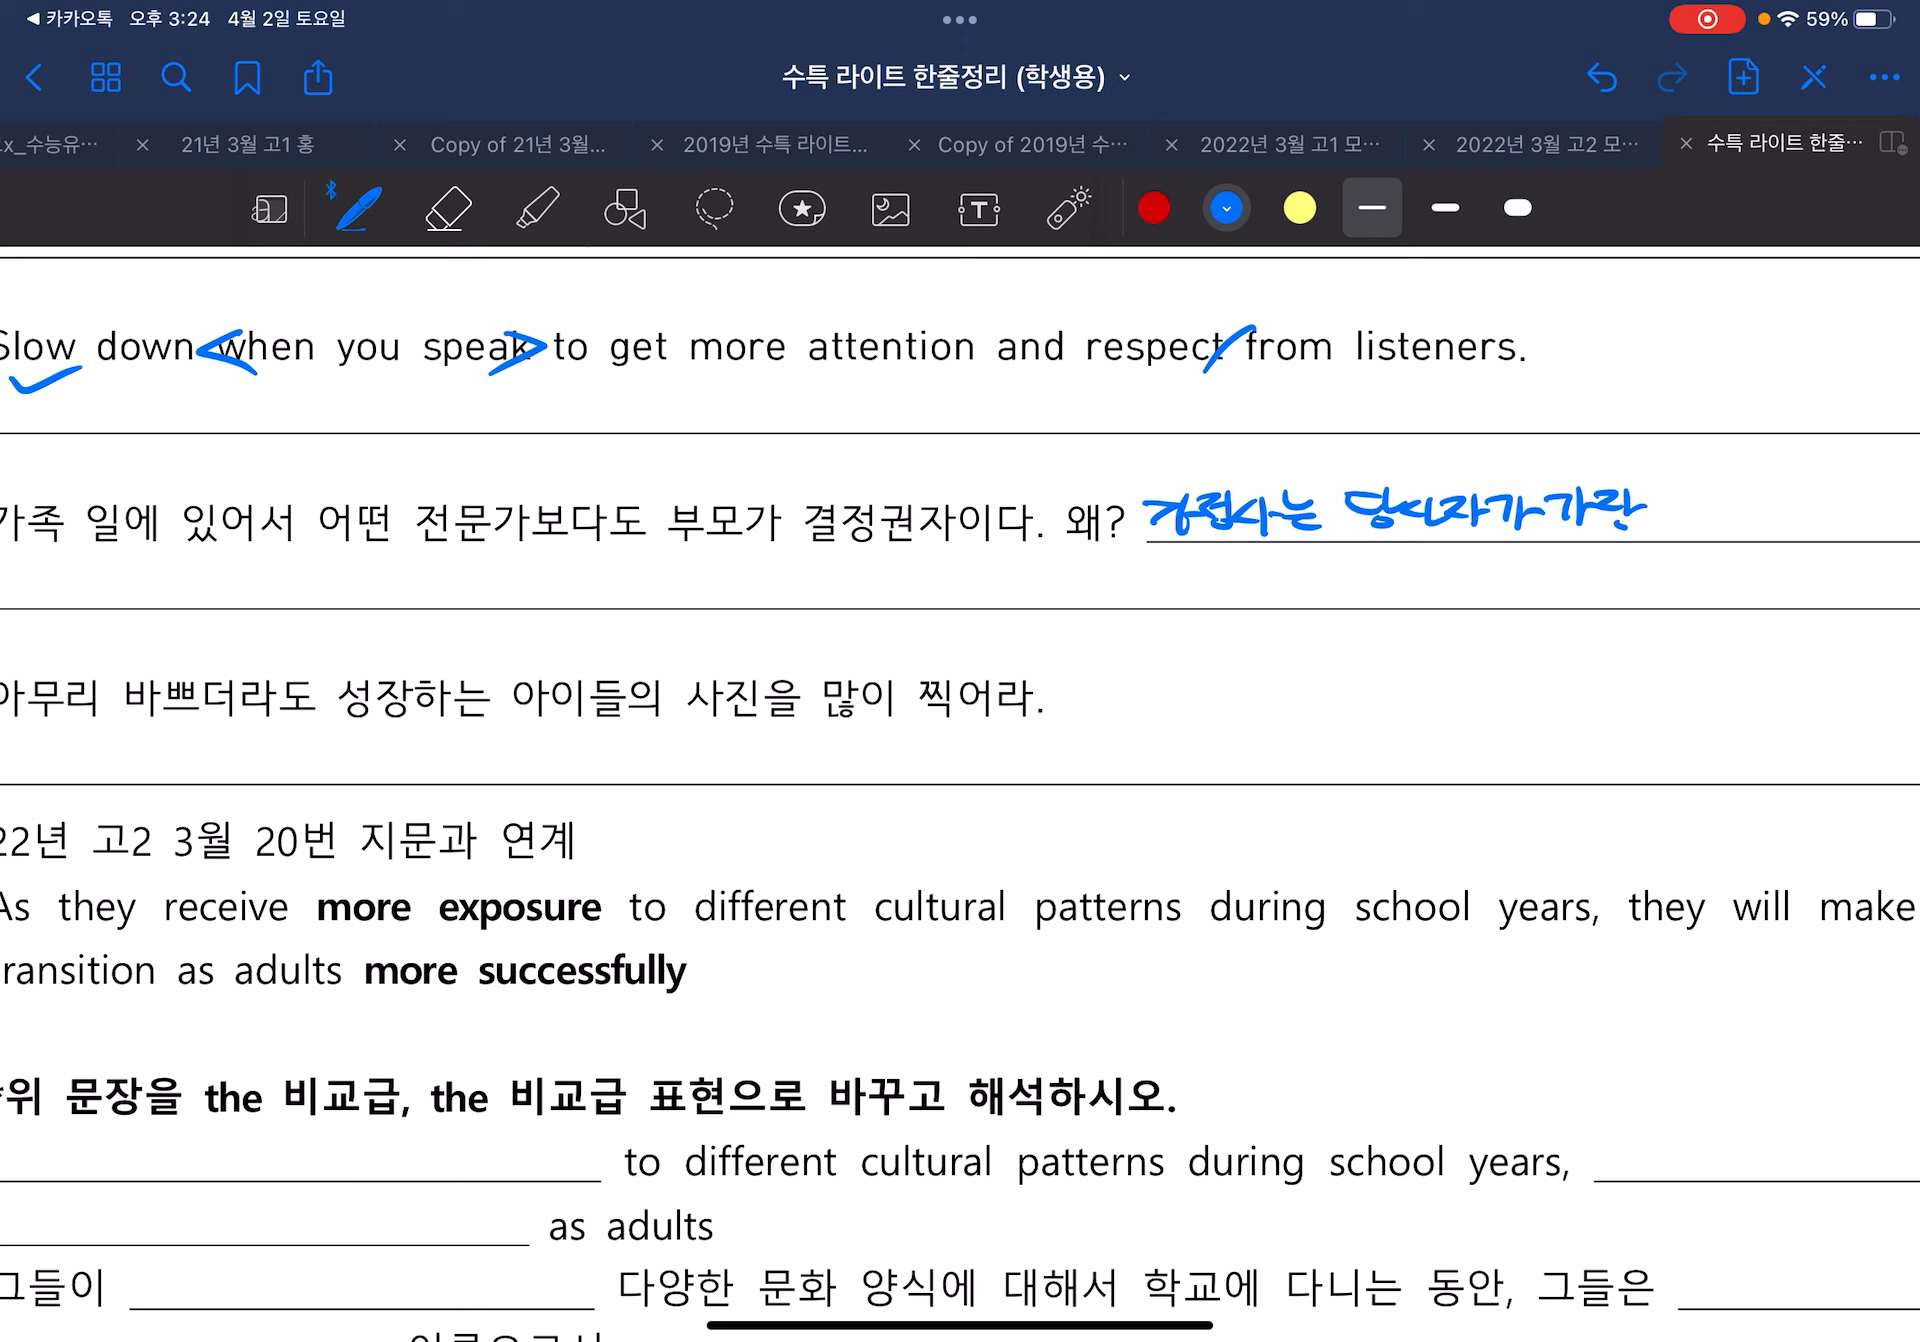 ◀ 카카오톡 오후 3:24 4월 2일 토요일 59%
수특 라이트 한줄정리 (학생용)
x_수능유… 21년 3월 고1 홍 Copy of 21년 3월... 2019년 수특 라이트... Copy of 2019년 수… 2022년 3월 고1 모… 2022년 3월 고2 모… 수특 라이트 한줄…
Slow down when you speak to get more attention and respect from listeners.
가족 일에 있어서 어떤 전문가보다도 부모가 결정권자이다. 왜? 당사자가
아무리 바쁘더라도 성장하는 아이들의 사진을 많이 찍어라.
22년 고2 3월 20번 지문과 연계
As they receive more exposure to different cultural patterns during school years, they will make
transition as adults more successfully
*위 문장을 the 비교급, the 비교급 표현으로 바꾸고 해석하시오.
to different cultural patterns during school years,
as adults
그들이 다양한 문화 양식에 대해서 학교에 다니는 동안, 그들은